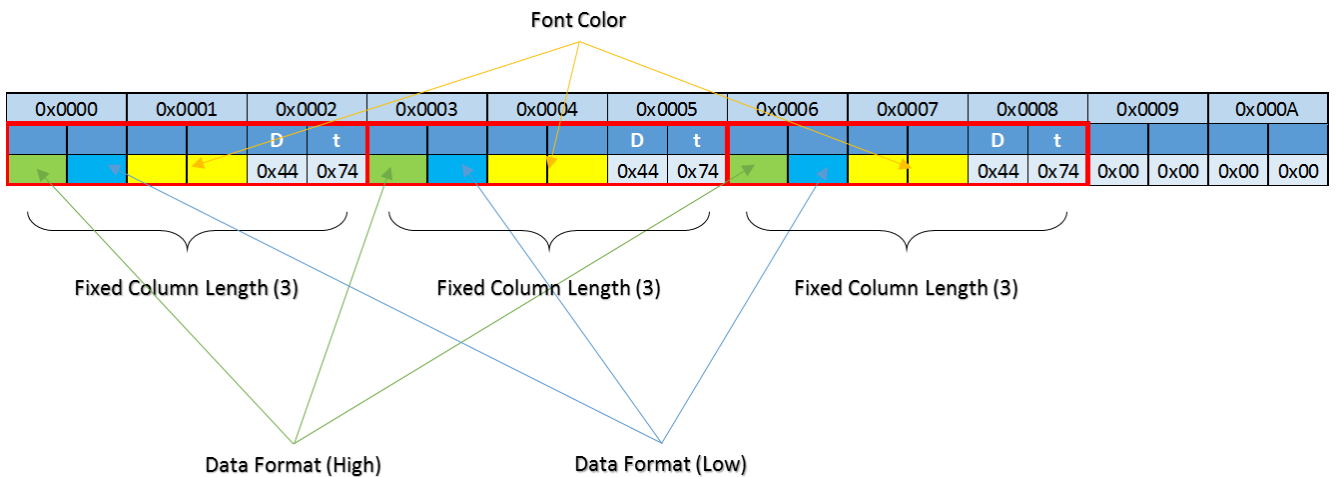 Font Color
0x0000 0x0001 0x0002 0x0003 0x0004 0x0005 0x0006 0x0007 0x0008 0x0009 0x000A
D t D t D t
0x44 0x74 0x44 0x74 0x44 0x74 0x00 0x00 0x00 0x00
Fixed Column Length (3) Fixed Column Length (3) Fixed Column Length (3)
Data Format (High) Data Format (Low)